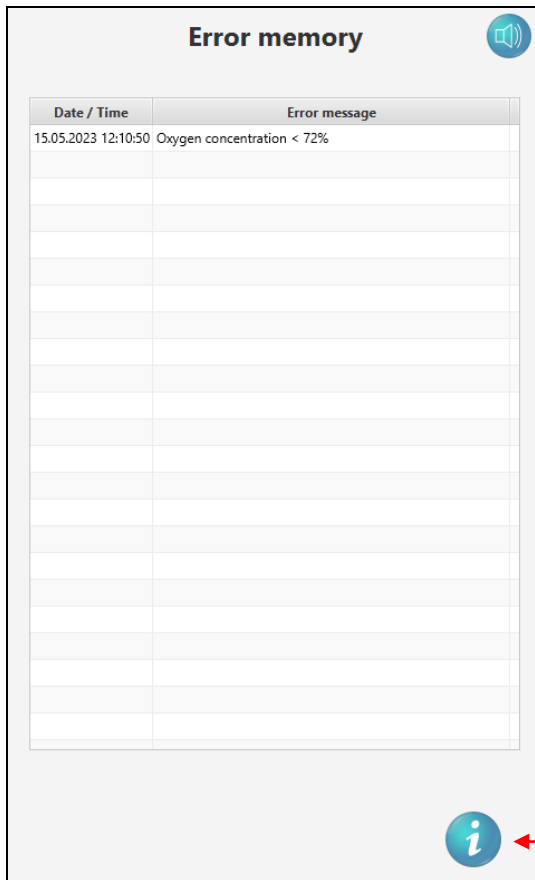 Error memory
Date / Time Error message
15.05.2023 12:10:50 Oxygen concentration < 72%
i